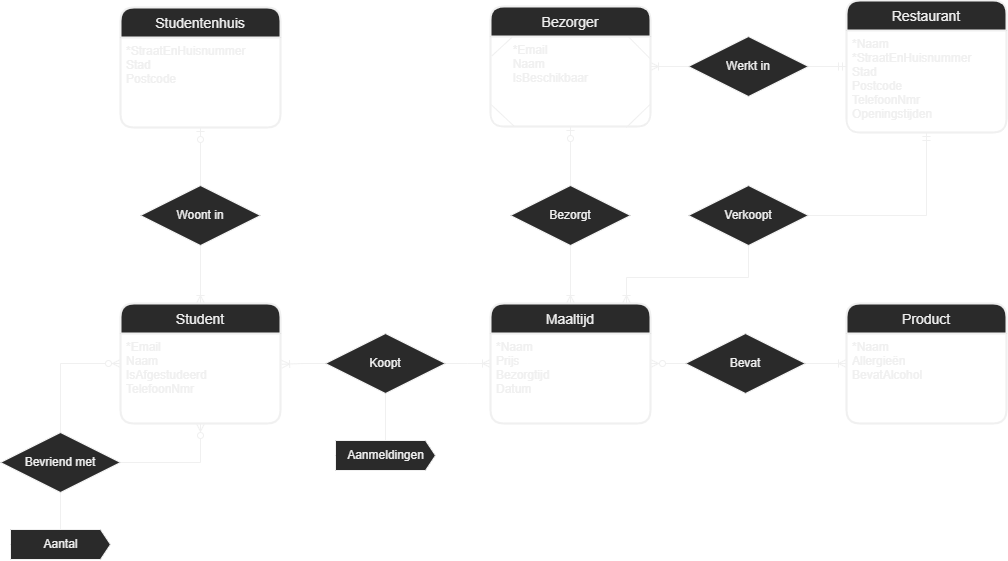 Studentenhuis
*StraatEnHuisnummer
Stad
Postcode
Bezorger
*Email
Naam
IsBeschikbaar
Werkt in
Restaurant
*Naam
*StraatEnHuisnummer
Stad
Postcode
TelefoonNmr
Openingstijden
Woont in
Bezorgt
Verkoopt
Student
*Email
Naam
IsAfgestudeerd
TelefoonNmr
Koopt
Maaltijd
*Naam
Prijs
Bezorgtijd
Datum
Bevat
Product
*Naam
Allergieën
BevatAlcohol
Bevriend met
Aanmeldingen
Aantal